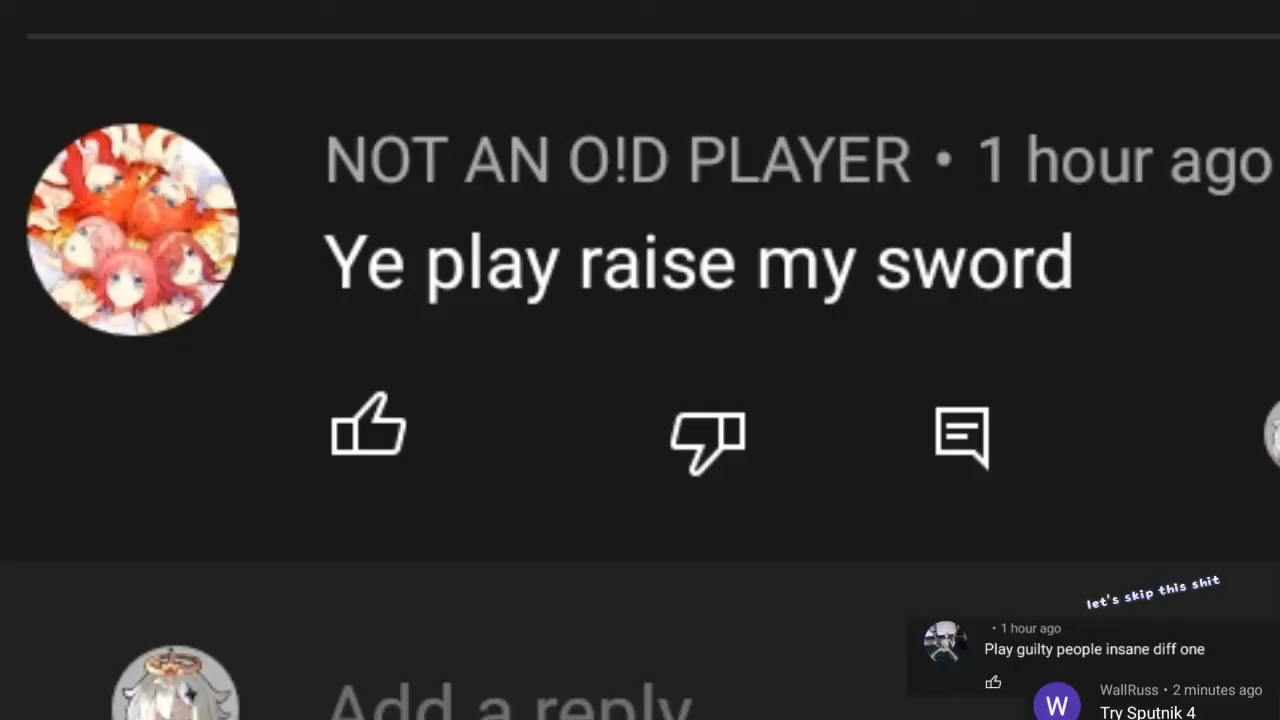 NOT AN O!D PLAYER • 1 hour ago
Ye play raise my sword
Add a reply
let's skip this shit
• 1 hour ago
Play guilty people insane diff one
W
WallRuss • 2 minutes ago
Try Sputnik 4